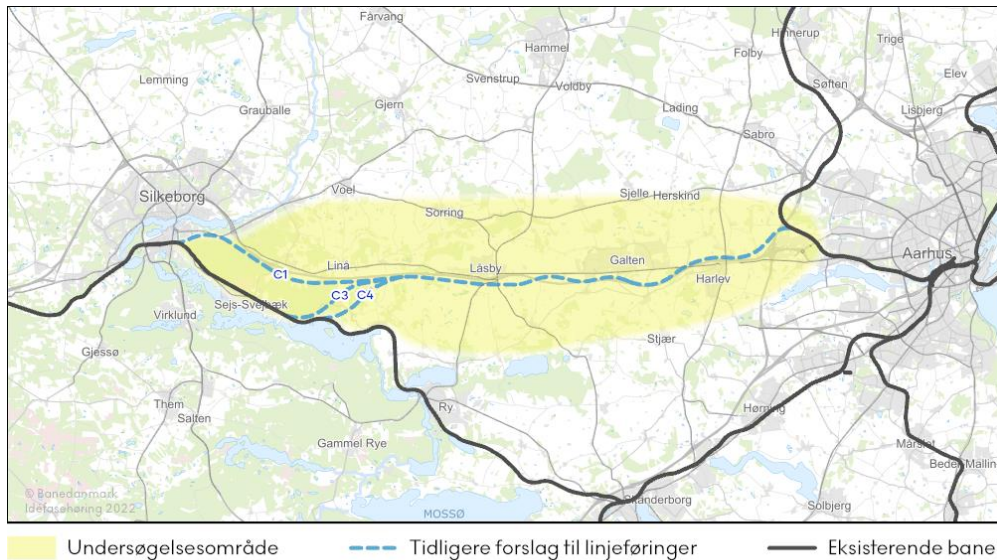 Fårvang
Hammel
Hinnerup
Trige
Folby
Søften
Elev
Lemming
Svenstrup
Voldby
Gjern
Lading
Lisbjerg
Grauballe
Sabro
Silkeborg
Voel
Sjelle
Herskind
Sorring
Aarhus
Linå
Låsby
Galten
C1
Harlev
C3
C4
Sejs-Svejbæk
Virklund
Stjær
Gjessø
Them
Ry
Hørning
Salten
Gammel Rye
Mårslet
Beder
Malling
© Banedanmark
Idéfasehøring 2022
MOSSØ
Skanderborg
Solbjerg
Undersøgelsesområde
Tidligere forslag til linjeføringer
Eksisterende bane